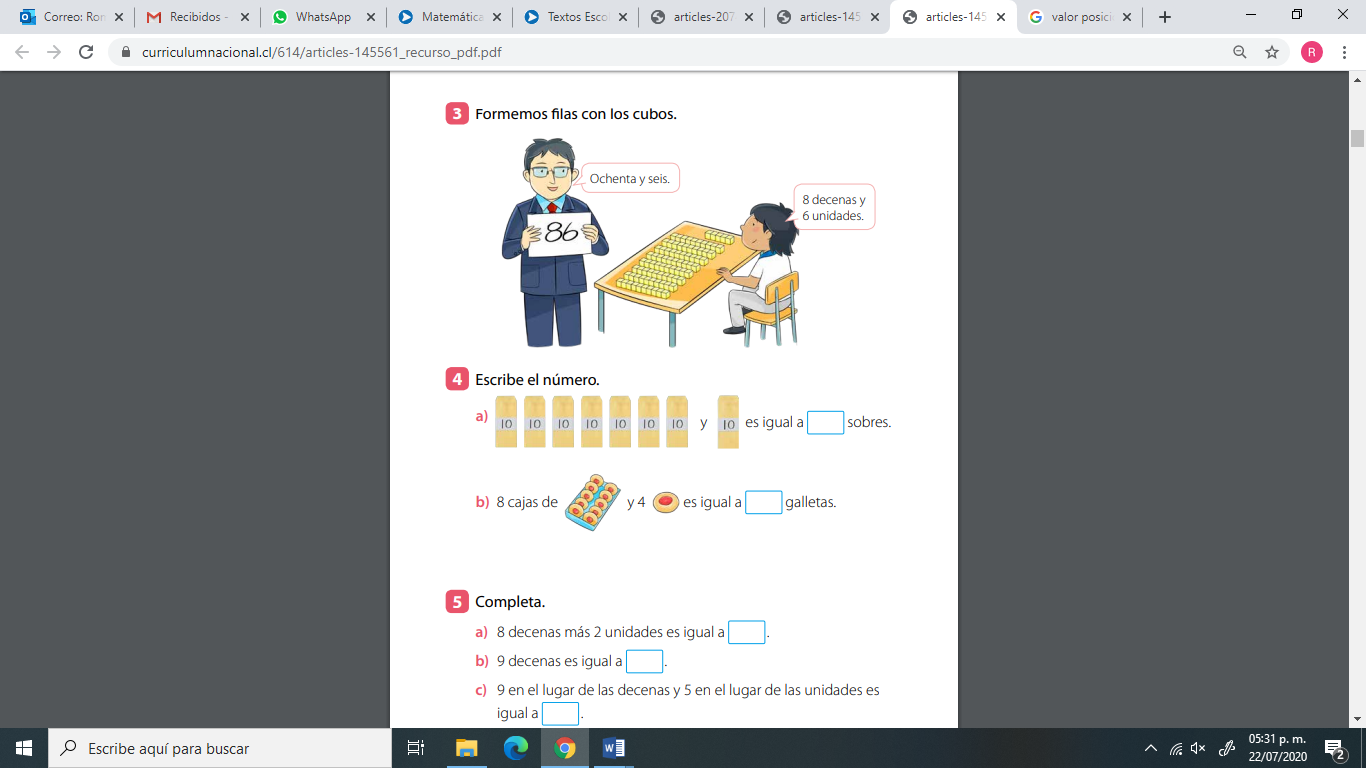 Correo: Ron
Recibidos -
WhatsApp
Matemática
Textos Esco
articles-207
articles-145
articles-145
valor posici
curriculumnacional.cl/614/articles-145561_recurso_pdf.pdf
R
3 Formemos filas con los cubos.
Ochenta y seis.
8 decenas y
6 unidades.
86
4 Escribe el número.
a) 10 10 10 10 10 10 10 y 10 es igual a sobres.
b) 8 cajas de y 4 es igual a galletas.
5 Completa.
a) 8 decenas más 2 unidades es igual a .
b) 9 decenas es igual a .
c) 9 en el lugar de las decenas y 5 en el lugar de las unidades es
igual a .
Escribe aquí para buscar
05:31 p. m.
22/07/2020
2